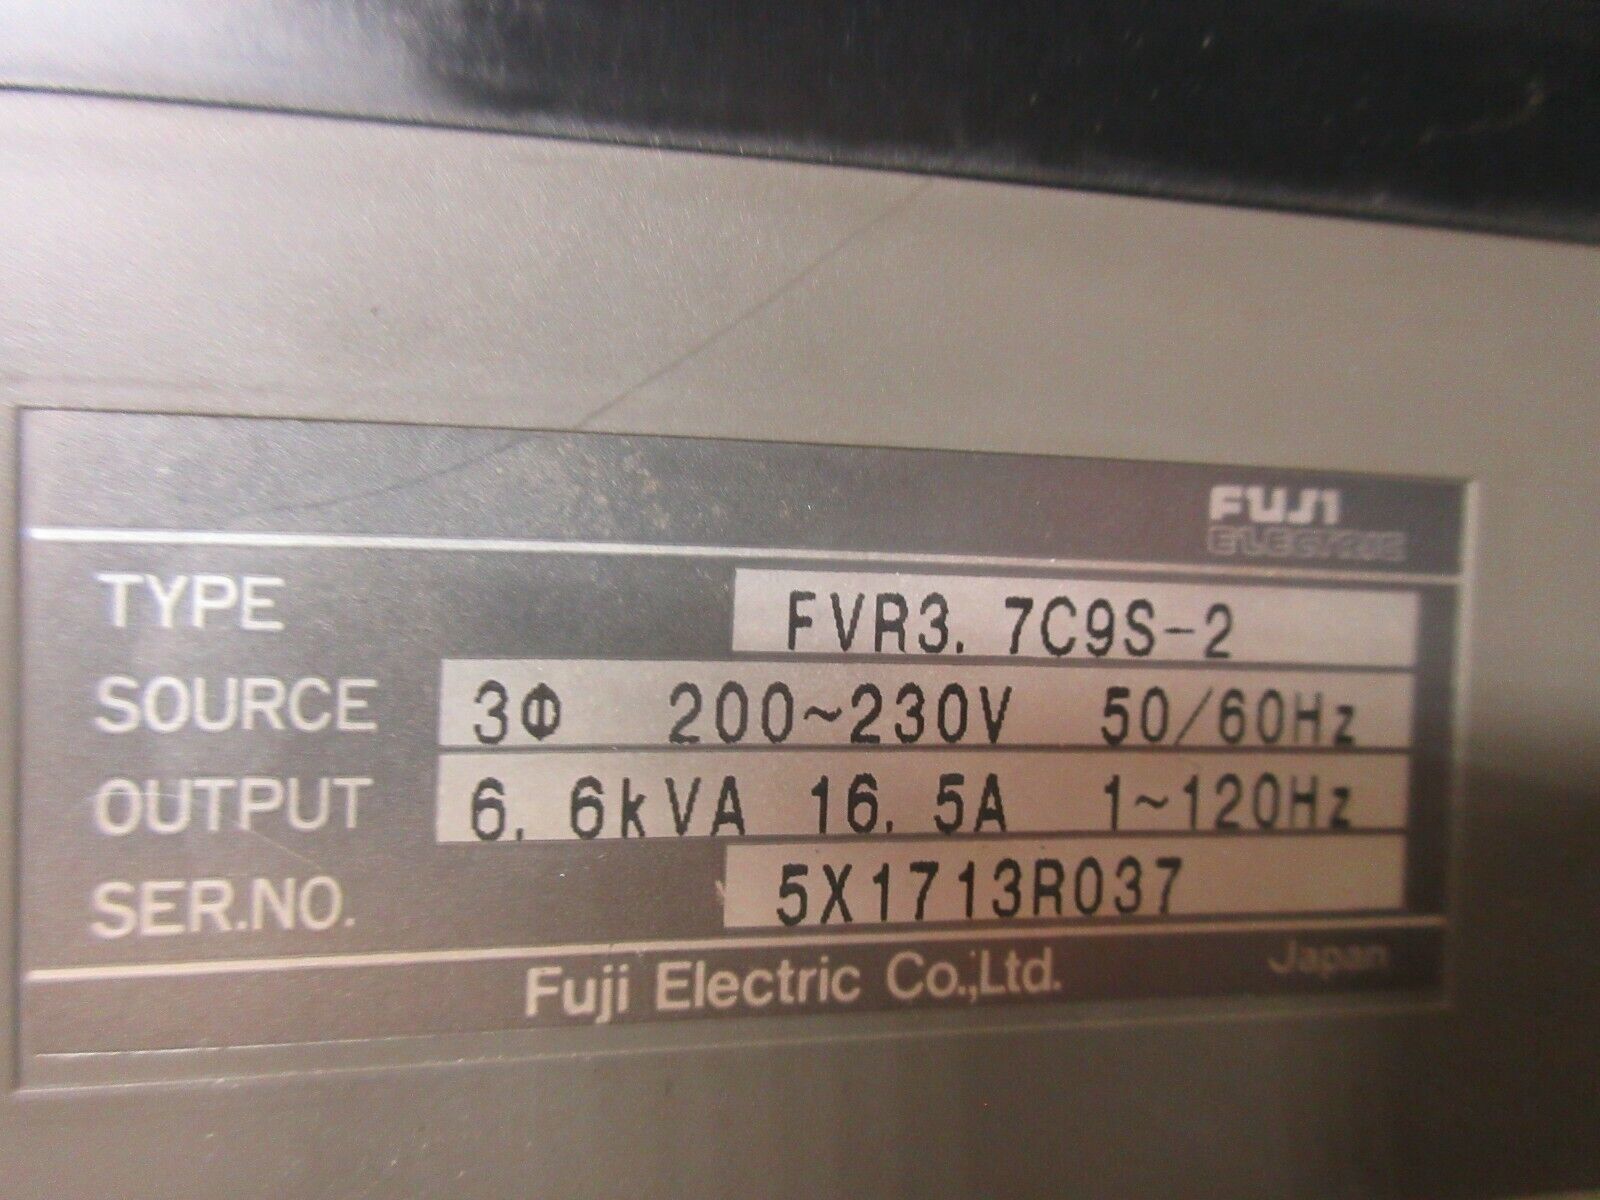 FUJI
ELECTRIC
TYPE FVR3. 7C9S-2
SOURCE 3Φ 200~230V 50/60Hz
OUTPUT 6. 6kVA 16. 5A 1~120Hz
SER.NO. 5X1713R037
Fuji Electric Co.,Ltd. Japan